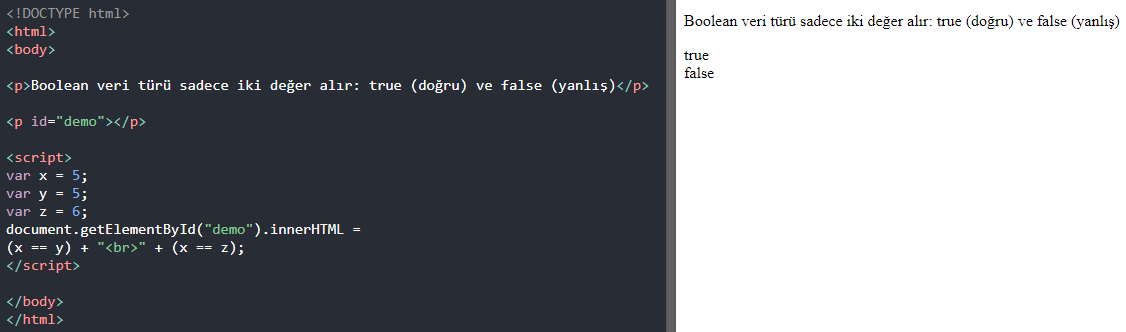 <!DOCTYPE html>
<html>
<body>
<p>Boolean veri türü sadece iki değer alır: true (doğru) ve false (yanlış)</p>
<p id="demo"></p>
<script>
var x = 5;
var y = 5;
var z = 6;
document.getElementById("demo").innerHTML =
(x == y) + "<br>" + (x == z);
</script>
</body>
</html>
Boolean veri türü sadece iki değer alır: true (doğru) ve false (yanlış)
true
false